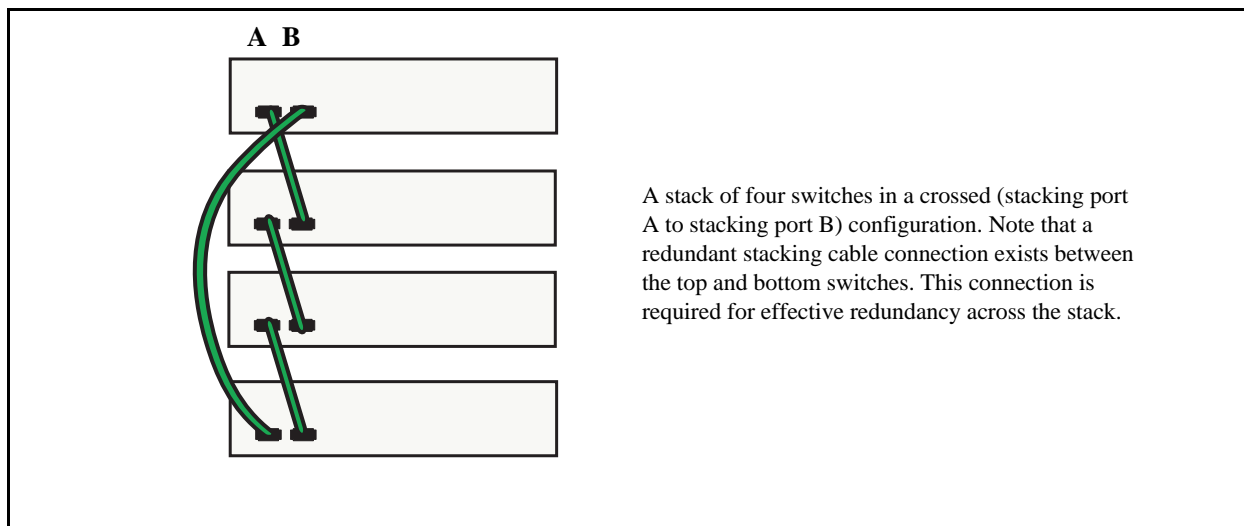 A B
A stack of four switches in a crossed (stacking port
A to stacking port B) configuration. Note that a
redundant stacking cable connection exists between
the top and bottom switches. This connection is
required for effective redundancy across the stack.